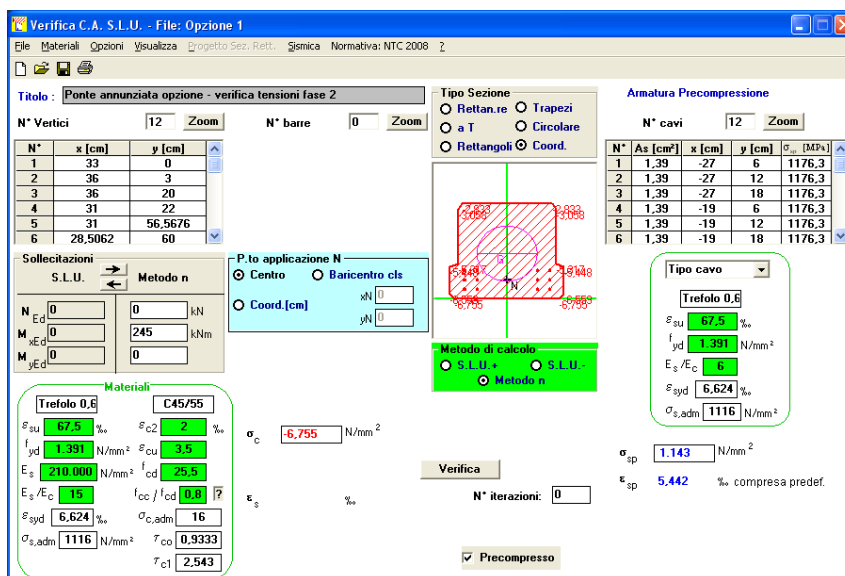 Verifica C.A. S.L.U. - File: Opzione 1
File Materiali Opzioni Visualizza Progetto Sez. Rett. Sismica Normativa: NTC 2008 ?
Titolo : Ponte annunziata opzione - verifica tensioni fase 2
N° Vertici 12 Zoom N° barre 0 Zoom
N° x [cm] y [cm]
1 33 0
2 36 3
3 36 20
4 31 22
5 31 56,5676
6 28,5062 60
Tipo Sezione
Rettan.re Trapezi
a T Circolare
Rettangoli Coord.
Armatura Precompressione
N° cavi 12 Zoom
N° As [cm²] x [cm] y [cm] σsp [MPa]
1 1,39 -27 6 1176,3
2 1,39 -27 12 1176,3
3 1,39 -27 18 1176,3
4 1,39 -19 6 1176,3
5 1,39 -19 12 1176,3
6 1,39 -19 18 1176,3
Sollecitazioni
S.L.U. Metodo n
N Ed 0 0 kN
M xEd 0 245 kNm
M yEd 0 0
P.to applicazione N
Centro Baricentro cls
Coord.[cm]
xN 0
yN 0
G
N
Metodo di calcolo
S.L.U.+ S.L.U.-
Metodo n
Tipo cavo
Trefolo 0,6
εsu 67,5 ‰
fyd 1.391 N/mm²
Es/Ec 6
εsyd 6,624 ‰
σs,adm 1116 N/mm²
Materiali
Trefolo 0,6 C45/55
εsu 67,5 ‰ εc2 2 ‰
fyd 1.391 N/mm² εcu 3,5
Es 210.000 N/mm² fcd 25,5
Es/Ec 15 fcc / fcd 0,8 ?
εsyd 6,624 ‰ σc,adm 16
σs,adm 1116 N/mm² τco 0,9333
τc1 2,543
σc -6,755 N/mm²
εs ‰
Verifica
N° iterazioni: 0
Precompresso
σsp 1.143 N/mm²
εsp 5,442 ‰ compresa predef.